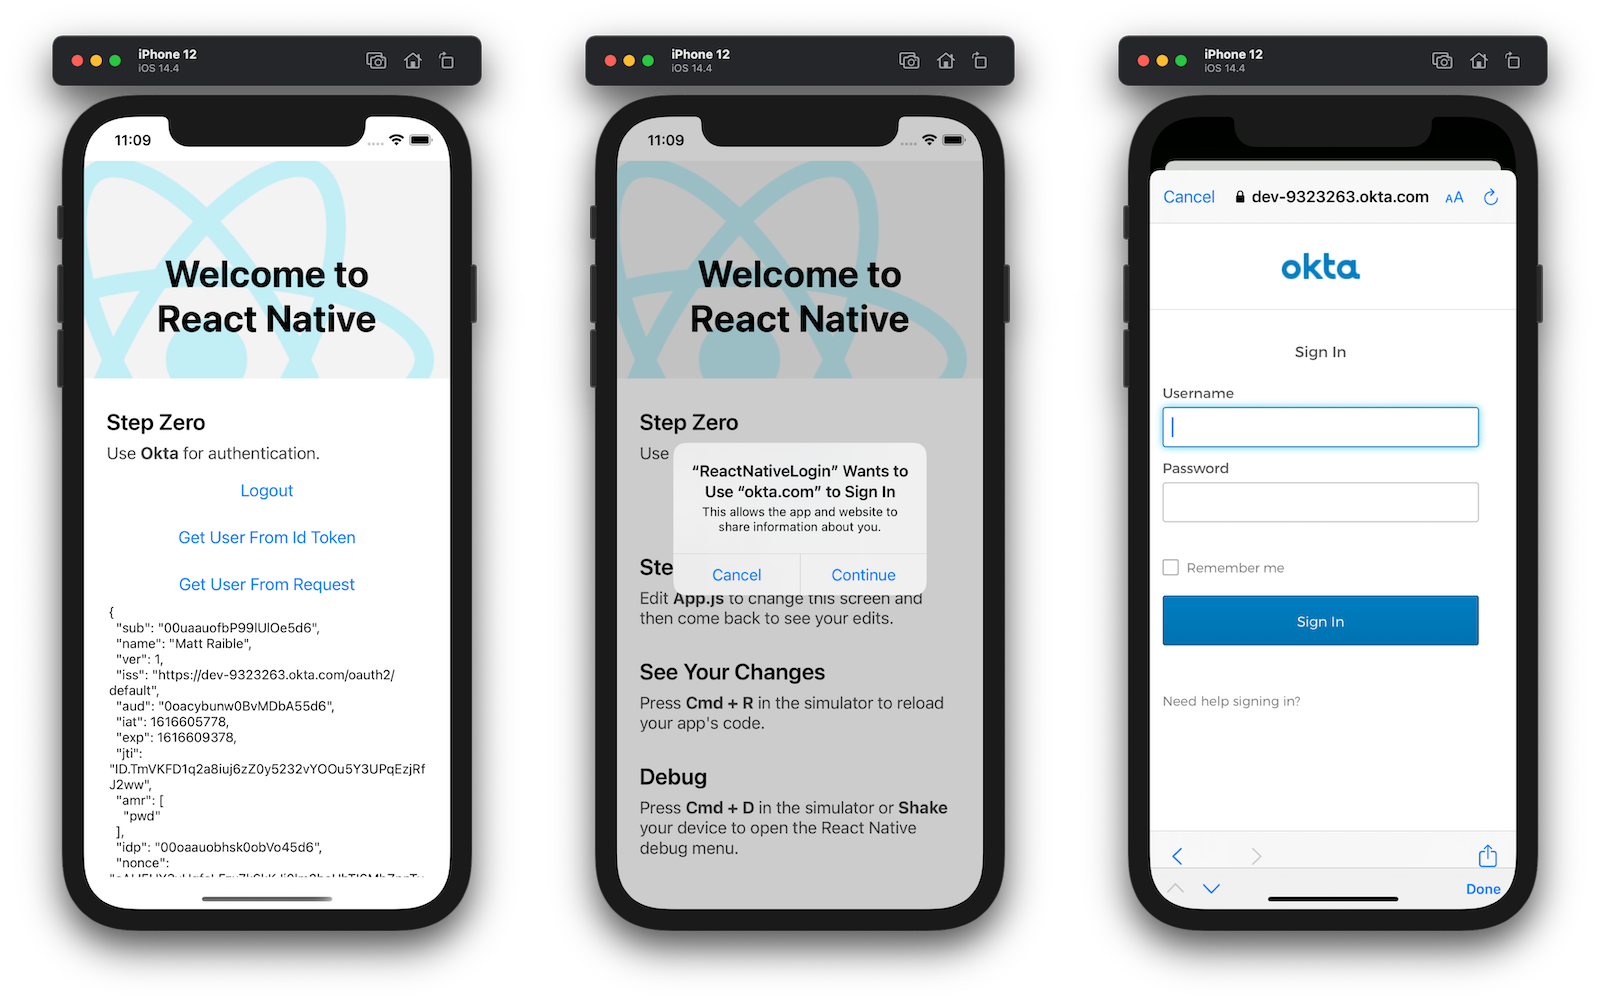 iPhone 12
iOS 14.4
11:09
Welcome to
React Native
Step Zero
Use Okta for authentication.
Logout
Get User From Id Token
Get User From Request
{
"sub": "00uaauofbP99lUlOe5d6",
"name": "Matt Raible",
"ver": 1,
"iss": "https://dev-9323263.okta.com/oauth2/
default",
"aud": "0oacybunw0BvMDbA55d6",
"iat": 1616605778,
"exp": 1616609378,
"jti":
"ID.TmVKFD1q2a8iuj6zZ0y5232vYOOu5Y3UPqEzjRf
J2ww",
"amr": [
"pwd"
],
"idp": "00oaauobhsk0obVo45d6",
"nonce":
iPhone 12
iOS 14.4
11:09
Welcome to
React Native
Step Zero
Use
“ReactNativeLogin” Wants to
Use “okta.com” to Sign In
This allows the app and website to
share information about you.
Cancel
Continue
Ste
Edit App.js to change this screen and
then come back to see your edits.
See Your Changes
Press Cmd + R in the simulator to reload
your app's code.
Debug
Press Cmd + D in the simulator or Shake
your device to open the React Native
debug menu.
iPhone 12
iOS 14.4
Cancel
dev-9323263.okta.com
AA
okta
Sign In
Username
Password
Remember me
Sign In
Need help signing in?
Done